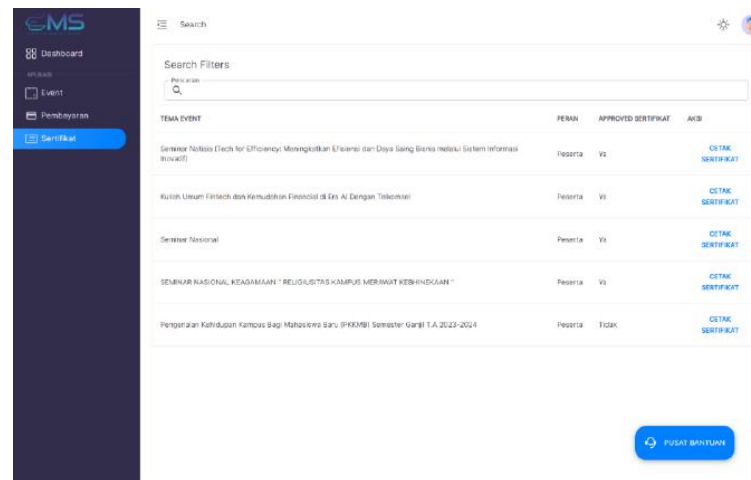 EMS
Search
Dashboard
APLIKASI
Event
Pembayaran
Sertifikat
Search Filters
Pencarian
TEMA EVENT PERAN APPROVED SERTIFIKAT AKSI
Seminar Natisis (Tech for Efficiency: Meningkatkan Efisiensi dan Daya Saing Bisnis melalui Sistem Informasi
Inovatif) Peserta Ya CETAK
SERTIFIKAT
Kuliah Umum Fintech dan Kemudahan Financial di Era AI Dengan Telkomsel Peserta Ya CETAK
SERTIFIKAT
Seminar Nasional Peserta Ya CETAK
SERTIFIKAT
SEMINAR NASIONAL KEAGAMAAN " RELIGIUSITAS KAMPUS MERAWAT KEBHINEKAAN " Peserta Ya CETAK
SERTIFIKAT
Pengenalan Kehidupan Kampus Bagi Mahasiswa Baru (PKKMB) Semester Ganjil T.A.2023-2024 Peserta Tidak CETAK
SERTIFIKAT
PUSAT BANTUAN